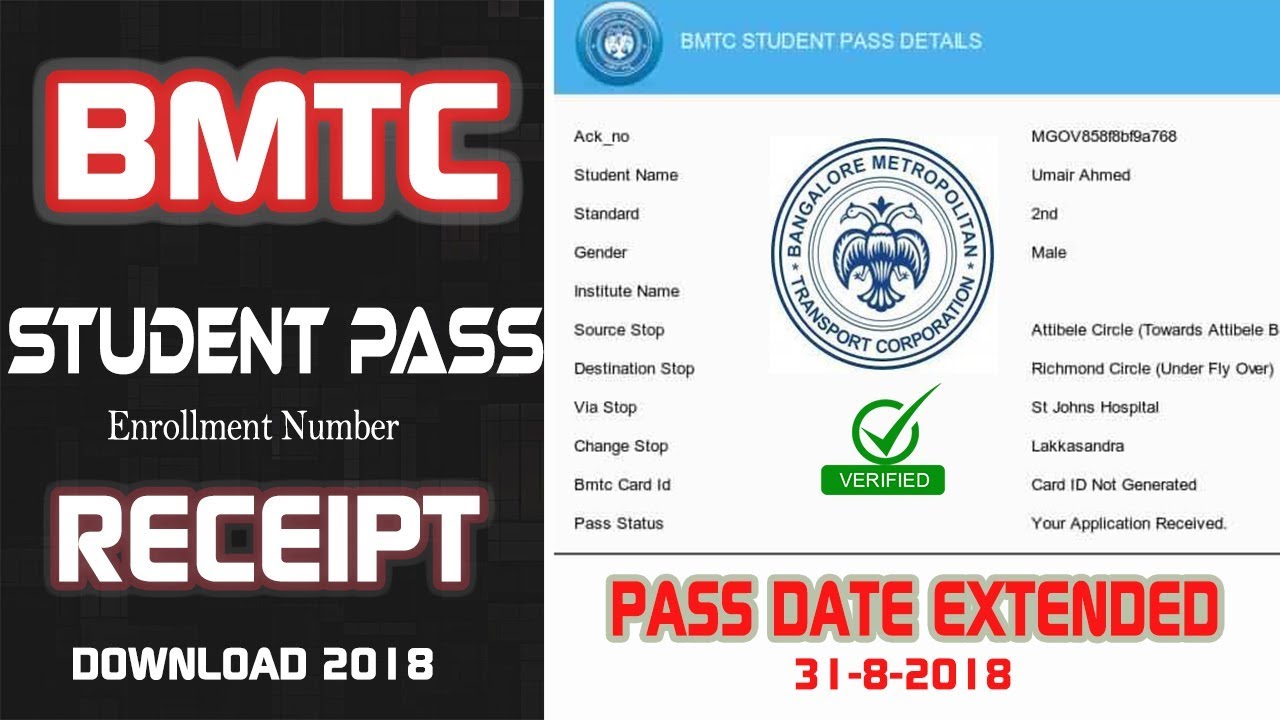 BMTC
STUDENT PASS
Enrollment Number
RECEIPT
DOWNLOAD 2018
BMTC STUDENT PASS DETAILS
Ack_no MGOV858f8bf9a768
Student Name Umair Ahmed
Standard 2nd
Gender Male
Institute Name
Source Stop Attibele Circle (Towards Attibele B
Destination Stop Richmond Circle (Under Fly Over)
Via Stop St Johns Hospital
Change Stop Lakkasandra
Bmtc Card Id Card ID Not Generated
Pass Status Your Application Received.
BANGALORE METROPOLITAN
TRANSPORT CORPORATION
VERIFIED
PASS DATE EXTENDED
31-8-2018